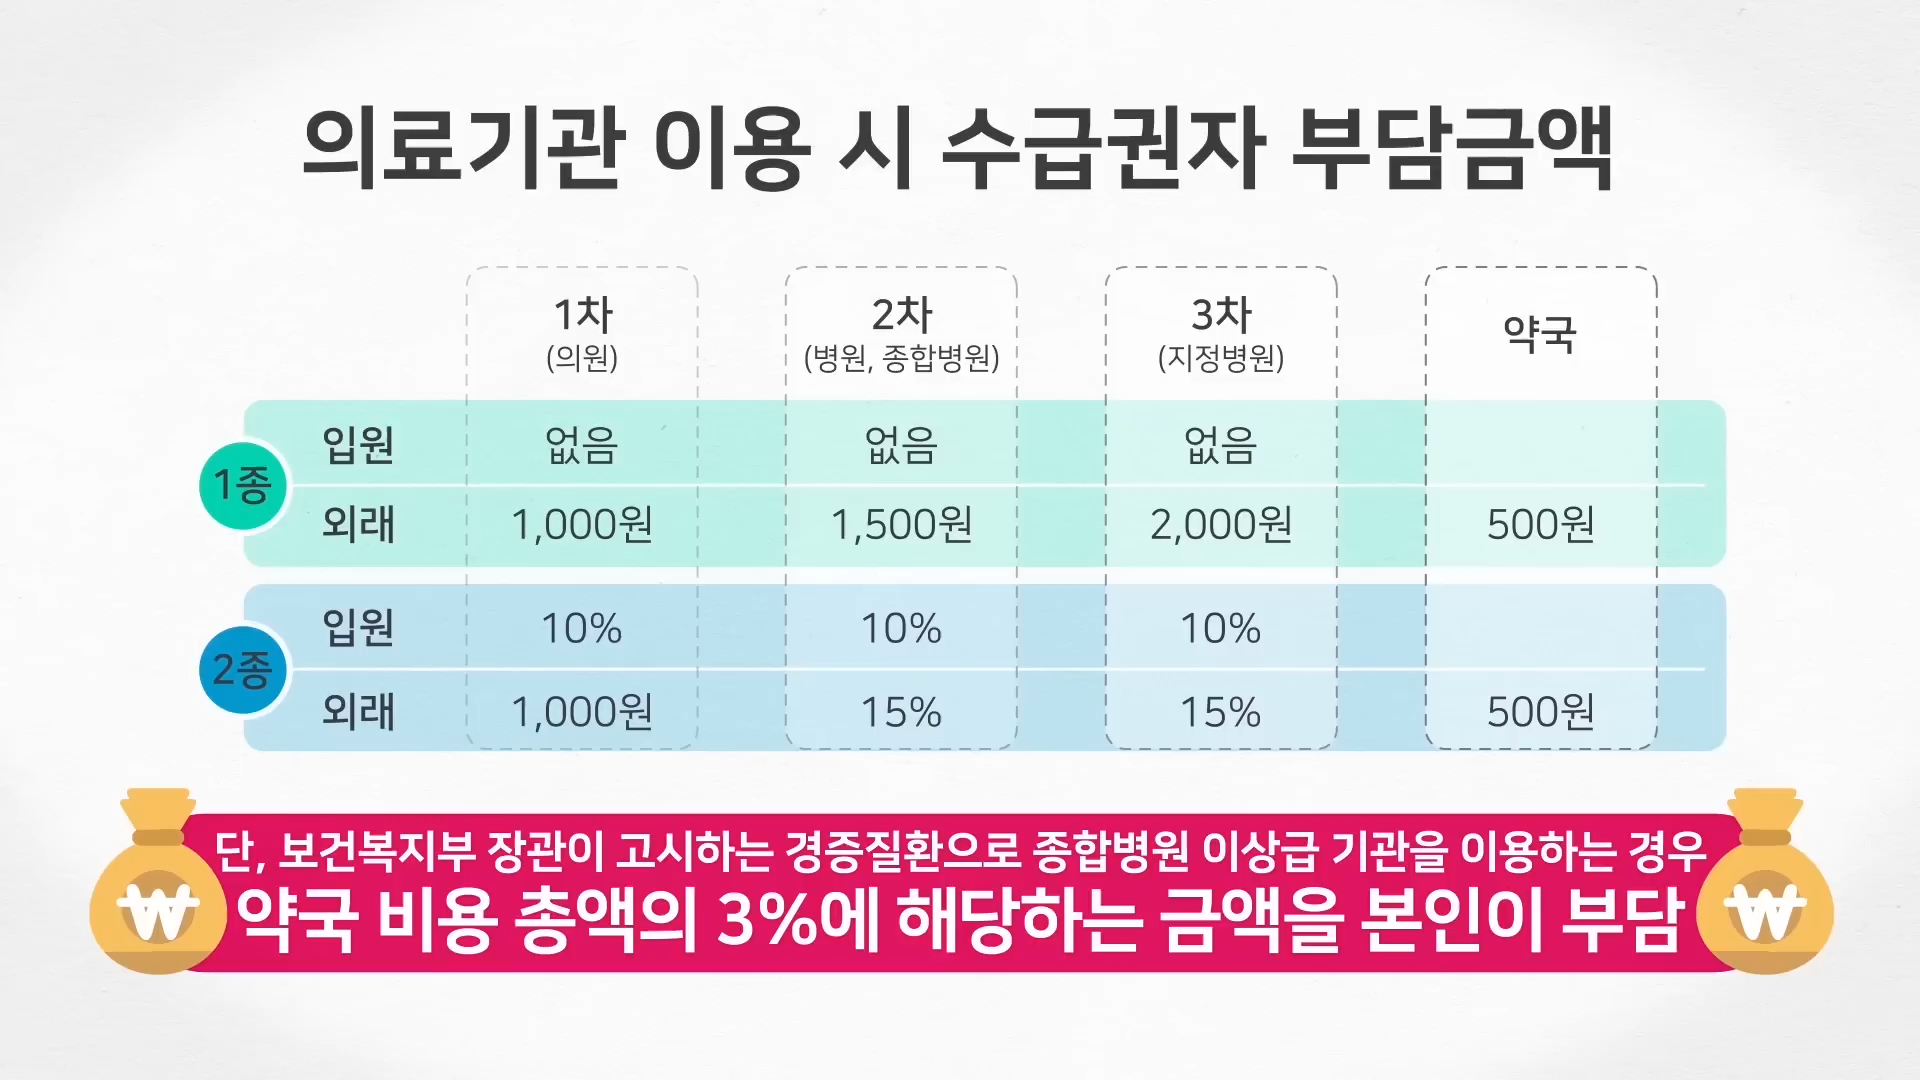 의료기관 이용 시 수급권자 부담금액
1차 2차 3차 약국
(의원) (병원, 종합병원) (지정병원)
1종
입원 없음 없음 없음
외래 1,000원 1,500원 2,000원 500원
2종
입원 10% 10% 10%
외래 1,000원 15% 15% 500원
단, 보건복지부 장관이 고시하는 경증질환으로 종합병원 이상급 기관을 이용하는 경우
약국 비용 총액의 3%에 해당하는 금액을 본인이 부담